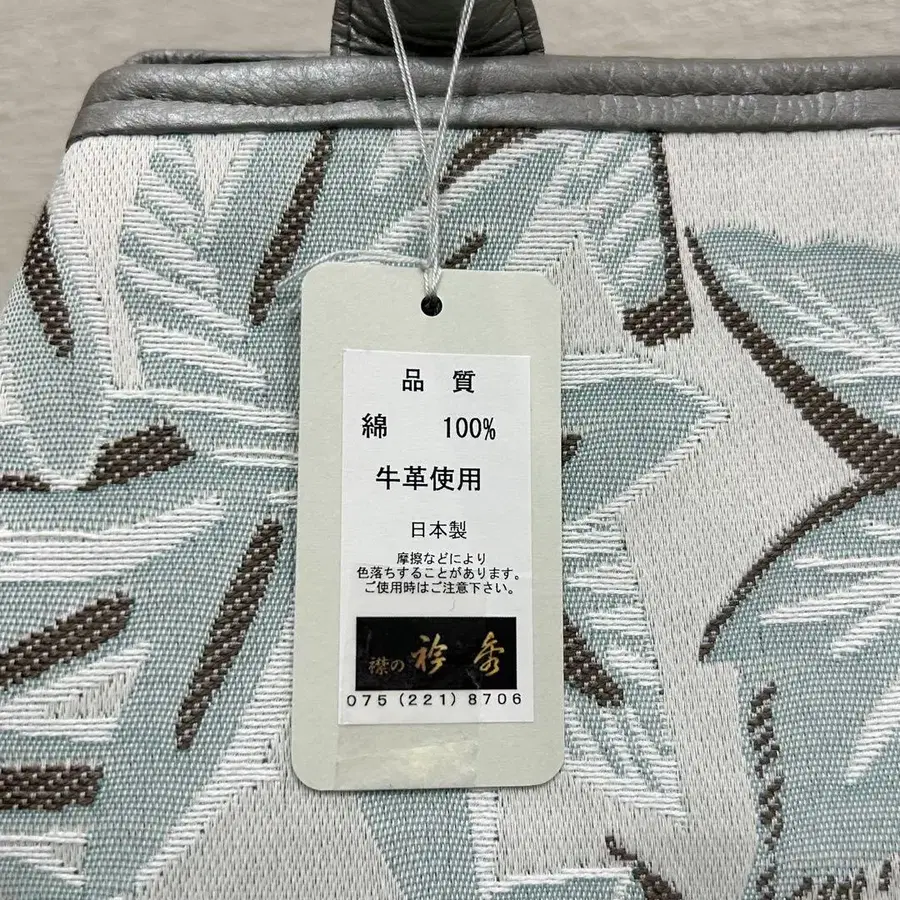 品 質
綿 100%
牛革使用
日本製
摩擦などにより
色落ちすることがあります。
ご使用時はご注意下さい。
襟の 衿秀
075(221)8706